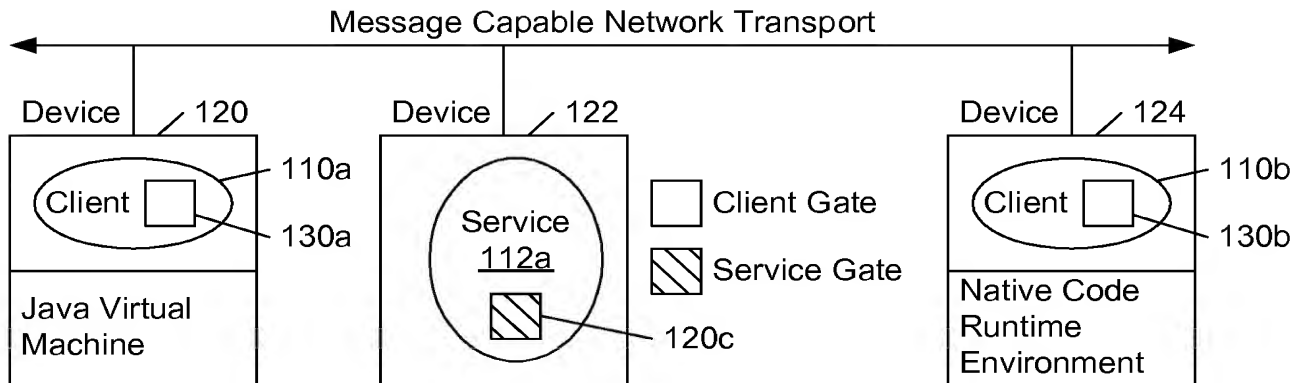 Message Capable Network Transport
Device
120
Device
122
Device
124
110a
Client
130a
Java Virtual
Machine
Service
112a
120c
Client Gate
Service Gate
110b
Client
130b
Native Code
Runtime
Environment